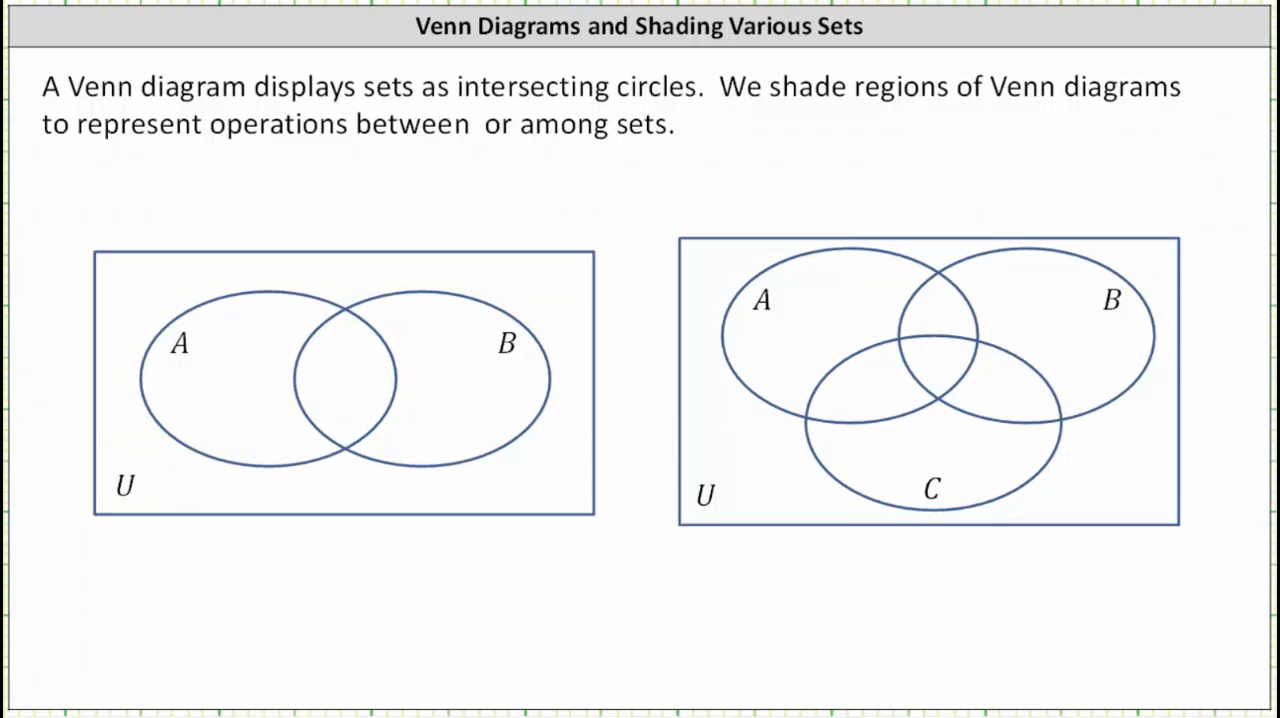 Venn Diagrams and Shading Various Sets
A Venn diagram displays sets as intersecting circles.  We shade regions of Venn diagrams
to represent operations between  or among sets.
A
B
U
A
B
C
U